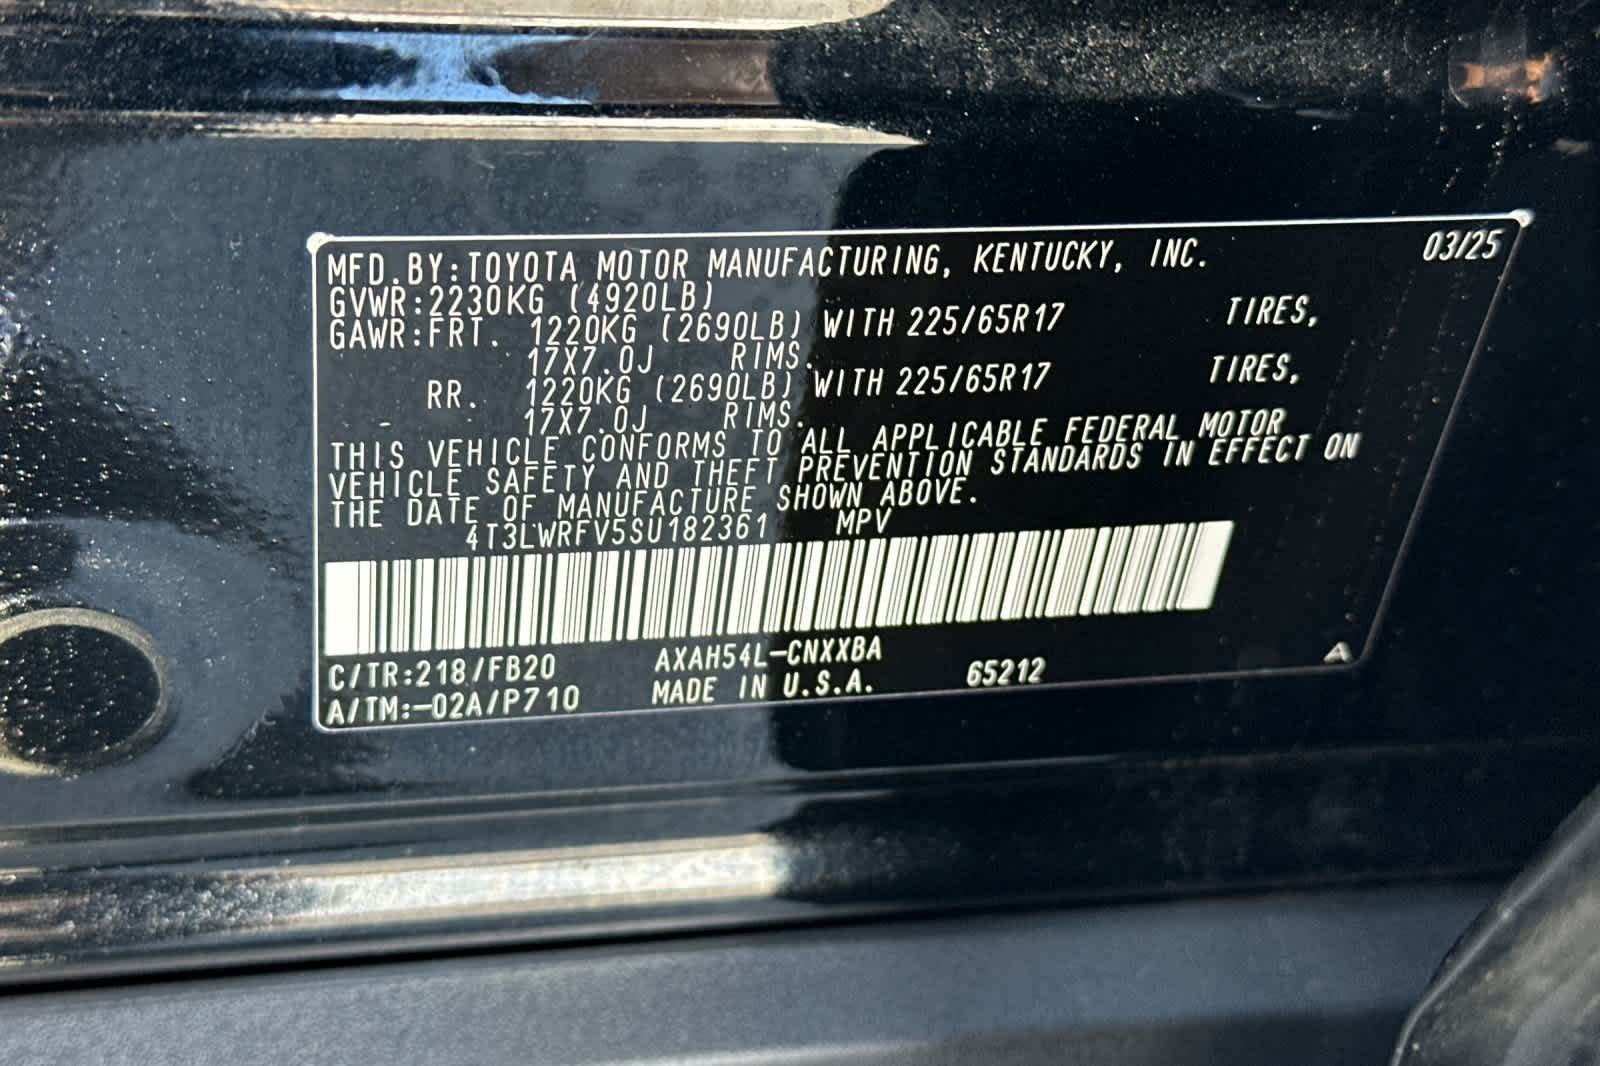 MFD.BY:TOYOTA MOTOR MANUFACTURING, KENTUCKY, INC. 03/25
GVWR:2230KG (4920LB)
GAWR:FRT. 1220KG (2690LB) WITH 225/65R17 TIRES,
17X7.0J RIMS.
RR. 1220KG (2690LB) WITH 225/65R17 TIRES,
17X7.0J RIMS.
THIS VEHICLE CONFORMS TO ALL APPLICABLE FEDERAL MOTOR
VEHICLE SAFETY AND THEFT PREVENTION STANDARDS IN EFFECT ON
THE DATE OF MANUFACTURE SHOWN ABOVE.
4T3LWRFV5SU182361 MPV
C/TR:218/FB20 AXAH54L-CNXXBA 65212 A
A/TM:-02A/P710 MADE IN U.S.A.